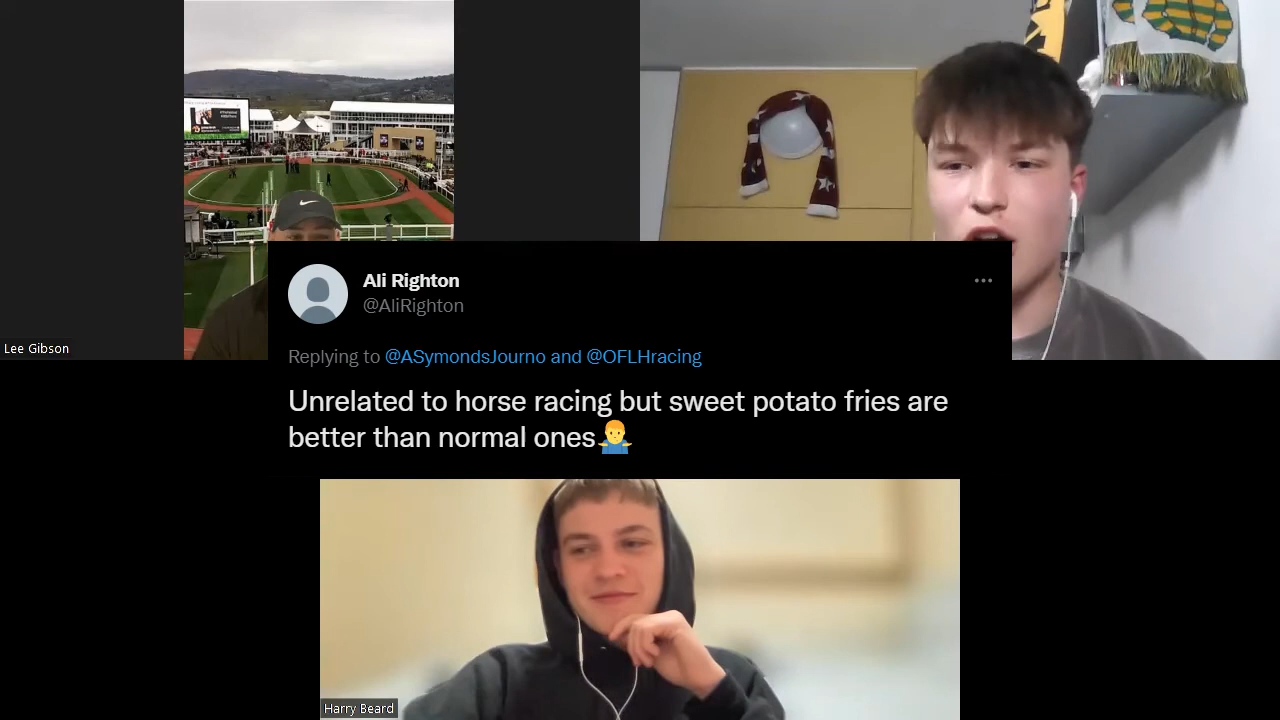 Lee Gibson
Ali Righton
@AliRighton
Replying to @ASymondsJourno and @OFLHracing
Unrelated to horse racing but sweet potato fries are
better than normal ones🤷‍♂️
Harry Beard